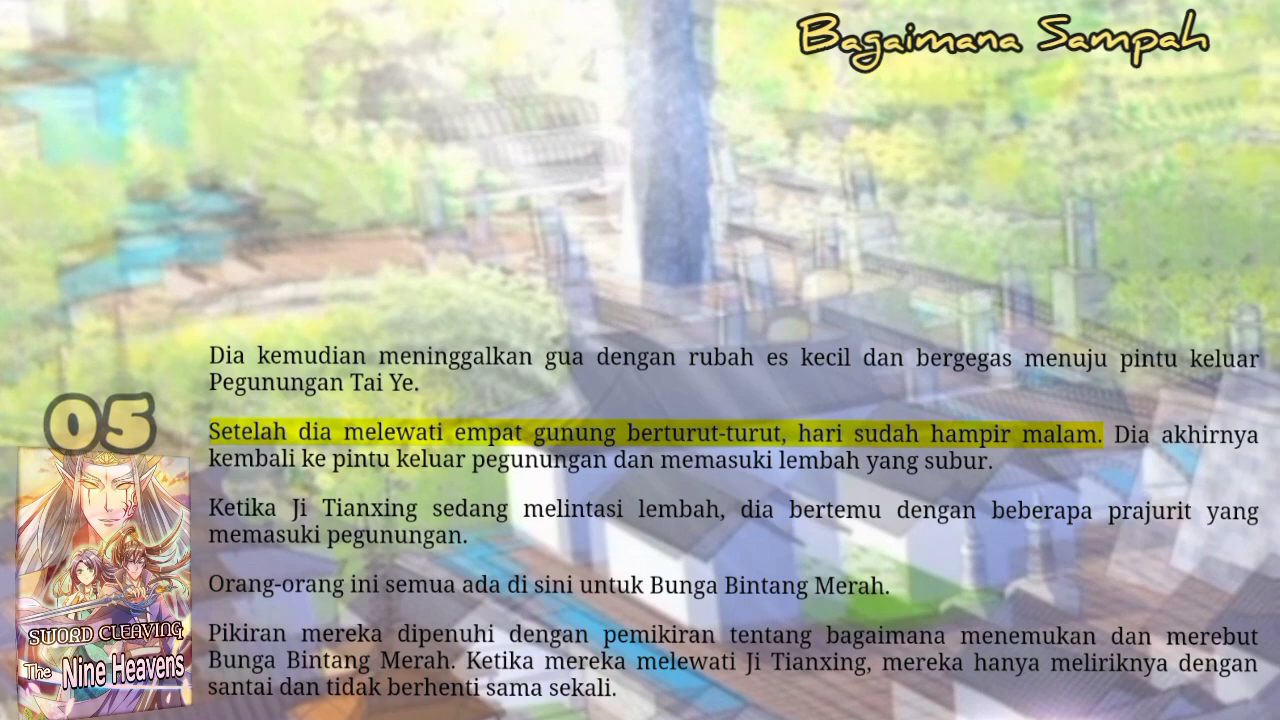 Bagaimana Sampah
Dia kemudian meninggalkan gua dengan rubah es kecil dan bergegas menuju pintu keluar
Pegunungan Tai Ye.
Setelah dia melewati empat gunung berturut-turut, hari sudah hampir malam. Dia akhirnya
kembali ke pintu keluar pegunungan dan memasuki lembah yang subur.
Ketika Ji Tianxing sedang melintasi lembah, dia bertemu dengan beberapa prajurit yang
memasuki pegunungan.
Orang-orang ini semua ada di sini untuk Bunga Bintang Merah.
Pikiran mereka dipenuhi dengan pemikiran tentang bagaimana menemukan dan merebut
Bunga Bintang Merah. Ketika mereka melewati Ji Tianxing, mereka hanya meliriknya dengan
santai dan tidak berhenti sama sekali.
05
SWORD CLEAVING
The Nine Heavens